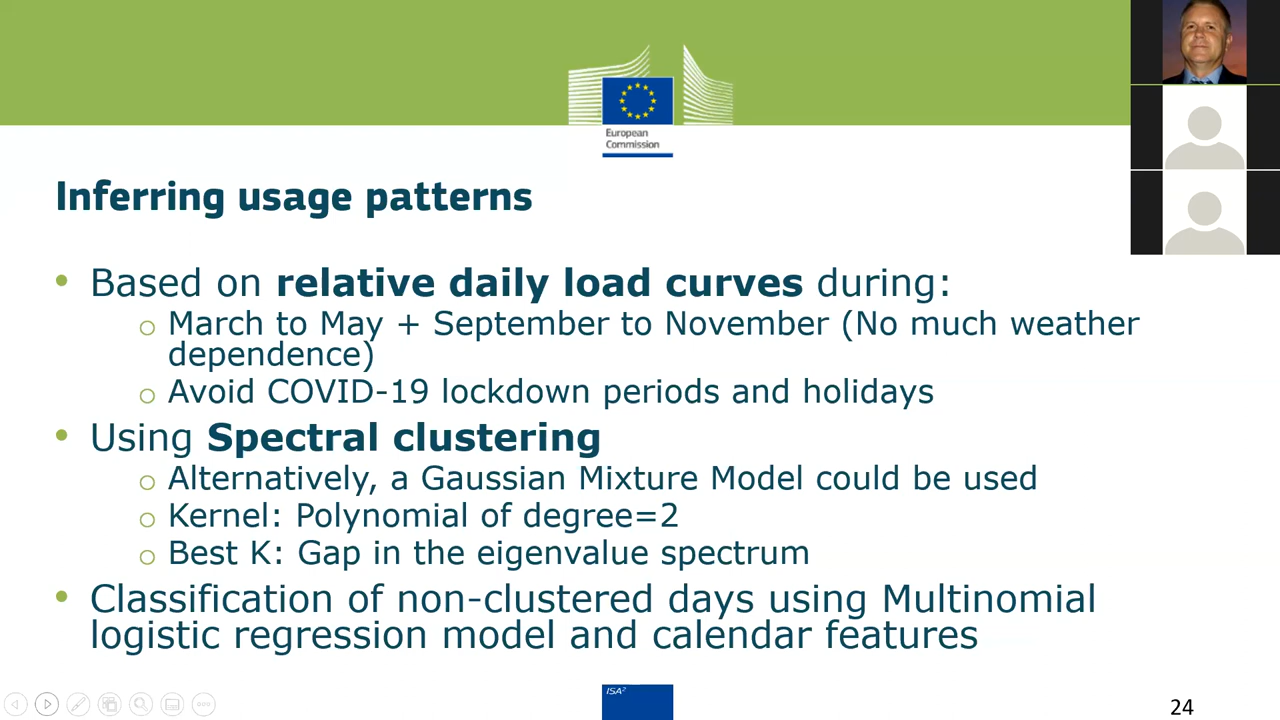 European
Commission
Inferring usage patterns
• Based on relative daily load curves during:
o March to May + September to November (No much weather
dependence)
o Avoid COVID-19 lockdown periods and holidays
• Using Spectral clustering
o Alternatively, a Gaussian Mixture Model could be used
o Kernel: Polynomial of degree=2
o Best K: Gap in the eigenvalue spectrum
• Classification of non-clustered days using Multinomial
logistic regression model and calendar features
ISA²
24